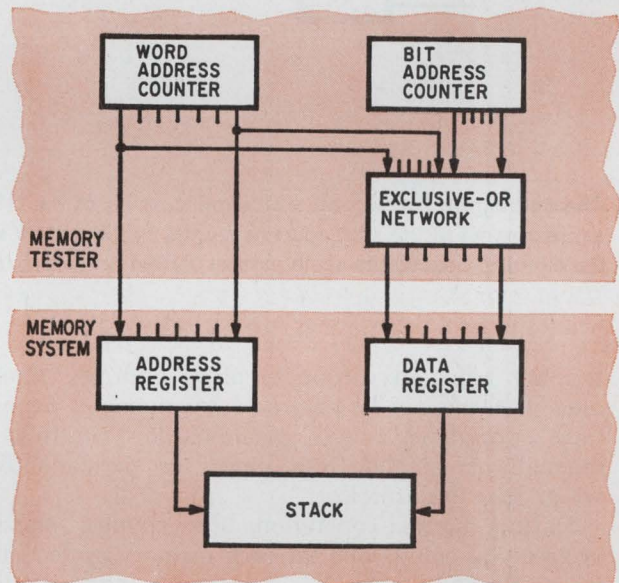 WORD
ADDRESS
COUNTER
BIT
ADDRESS
COUNTER
EXCLUSIVE-OR
NETWORK
MEMORY
TESTER
MEMORY
SYSTEM
ADDRESS
REGISTER
DATA
REGISTER
STACK